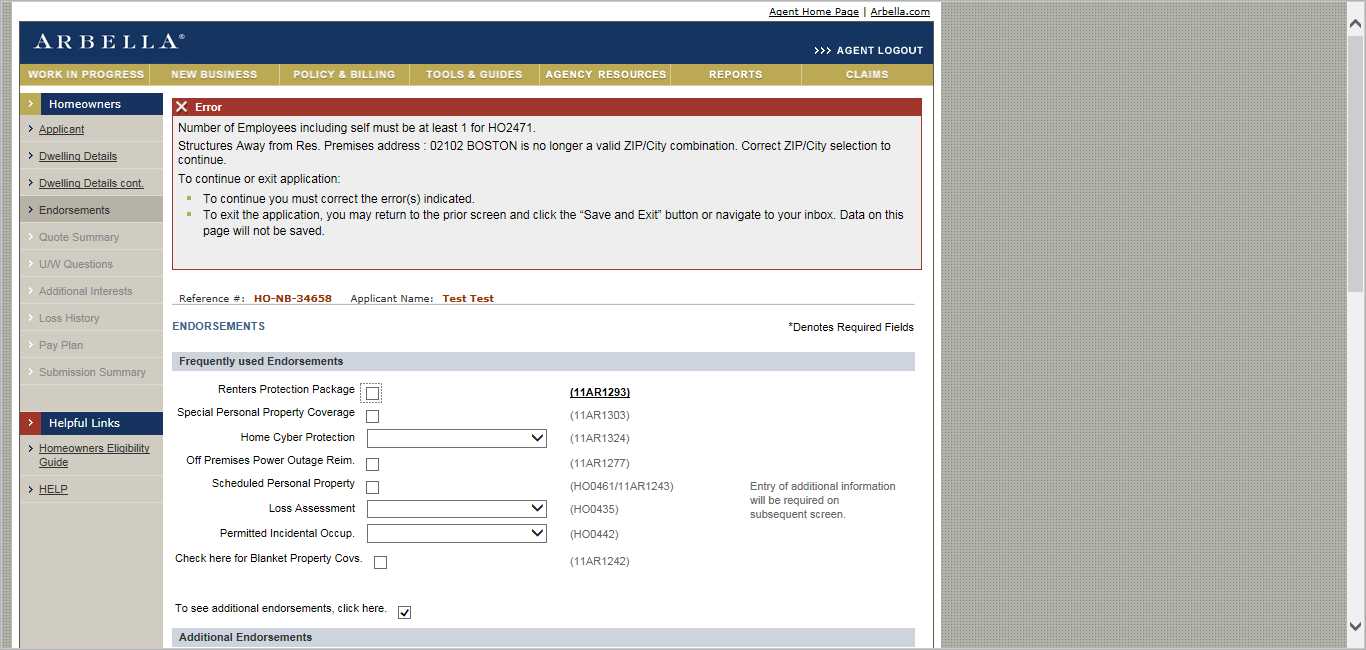 Agent Home Page | Arbella.com
ARBELLA®
>>> AGENT LOGOUT
WORK IN PROGRESS NEW BUSINESS POLICY & BILLING TOOLS & GUIDES AGENCY RESOURCES REPORTS CLAIMS
Homeowners
Applicant
Dwelling Details
Dwelling Details cont.
Endorsements
Quote Summary
U/W Questions
Additional Interests
Loss History
Pay Plan
Submission Summary
Helpful Links
Homeowners Eligibility
Guide
HELP
Error
Number of Employees including self must be at least 1 for HO2471.
Structures Away from Res. Premises address : 02102 BOSTON is no longer a valid ZIP/City combination. Correct ZIP/City selection to
continue.
To continue or exit application:
To continue you must correct the error(s) indicated.
To exit the application, you may return to the prior screen and click the “Save and Exit” button or navigate to your inbox. Data on this
page will not be saved.
Reference #: HO-NB-34658 Applicant Name: Test Test
ENDORSEMENTS
*Denotes Required Fields
Frequently used Endorsements
Renters Protection Package (11AR1293)
Special Personal Property Coverage (11AR1303)
Home Cyber Protection (11AR1324)
Off Premises Power Outage Reim. (11AR1277)
Scheduled Personal Property (HO0461/11AR1243) Entry of additional information
will be required on
subsequent screen.
Loss Assessment (HO0435)
Permitted Incidental Occup. (HO0442)
Check here for Blanket Property Covs. (11AR1242)
To see additional endorsements, click here.
Additional Endorsements